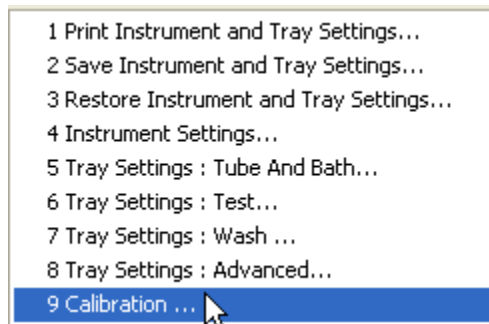 1 Print Instrument and Tray Settings...
2 Save Instrument and Tray Settings...
3 Restore Instrument and Tray Settings...
4 Instrument Settings...
5 Tray Settings : Tube And Bath...
6 Tray Settings : Test...
7 Tray Settings : Wash ...
8 Tray Settings : Advanced...
9 Calibration ...